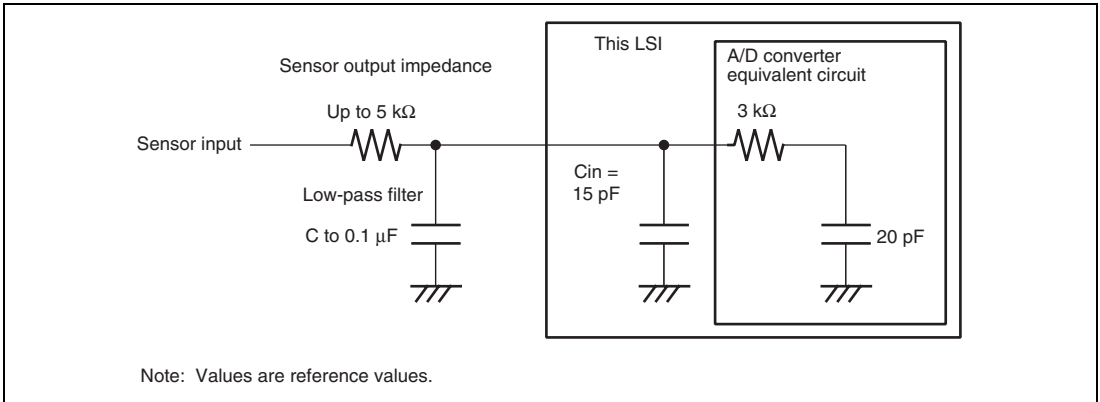 This LSI
A/D converter
equivalent circuit
Sensor output impedance
Up to 5 kΩ
3 kΩ
Sensor input
Cin =
15 pF
Low-pass filter
C to 0.1 μF
20 pF
Note: Values are reference values.